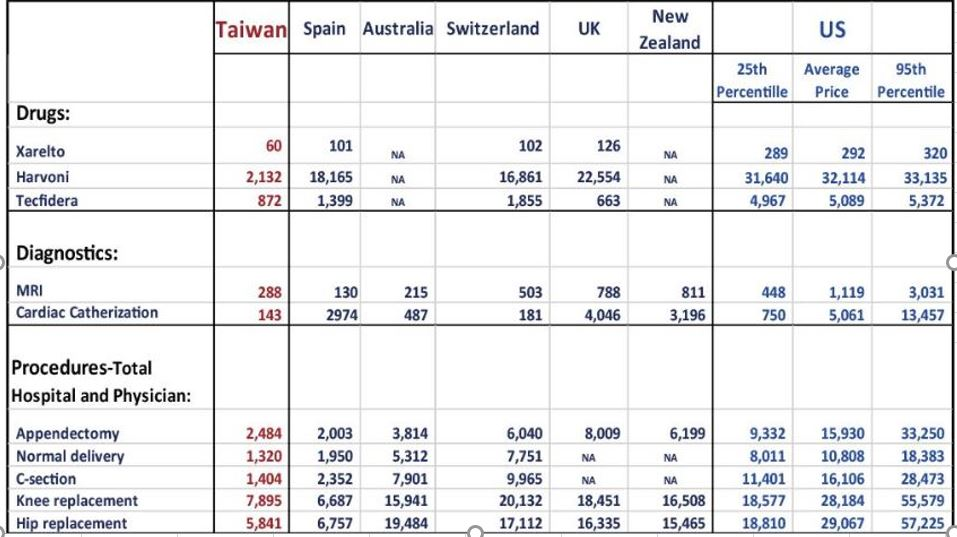 Taiwan Spain Australia Switzerland UK New Zealand US
25th Percentille Average Price 95th Percentile
Drugs:
Xarelto 60 101 NA 102 126 NA 289 292 320
Harvoni 2,132 18,165 NA 16,861 22,554 NA 31,640 32,114 33,135
Tecfidera 872 1,399 NA 1,855 663 NA 4,967 5,089 5,372
Diagnostics:
MRI 288 130 215 503 788 811 448 1,119 3,031
Cardiac Catherization 143 2974 487 181 4,046 3,196 750 5,061 13,457
Procedures-Total
Hospital and Physician:
Appendectomy 2,484 2,003 3,814 6,040 8,009 6,199 9,332 15,930 33,250
Normal delivery 1,320 1,950 5,312 7,751 NA NA 8,011 10,808 18,383
C-section 1,404 2,352 7,901 9,965 NA NA 11,401 16,106 28,473
Knee replacement 7,895 6,687 15,941 20,132 18,451 16,508 18,577 28,184 55,579
Hip replacement 5,841 6,757 19,484 17,112 16,335 15,465 18,810 29,067 57,225